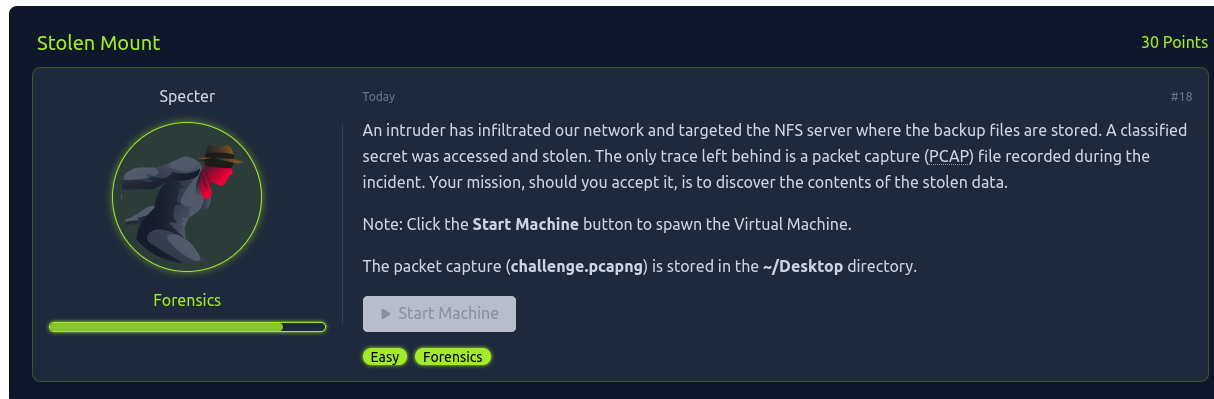 Stolen Mount
30 Points
Specter
Forensics
Today
#18
An intruder has infiltrated our network and targeted the NFS server where the backup files are stored. A classified
secret was accessed and stolen. The only trace left behind is a packet capture (PCAP) file recorded during the
incident. Your mission, should you accept it, is to discover the contents of the stolen data.
Note: Click the Start Machine button to spawn the Virtual Machine.
The packet capture (challenge.pcapng) is stored in the ~/Desktop directory.
Start Machine
Easy
Forensics